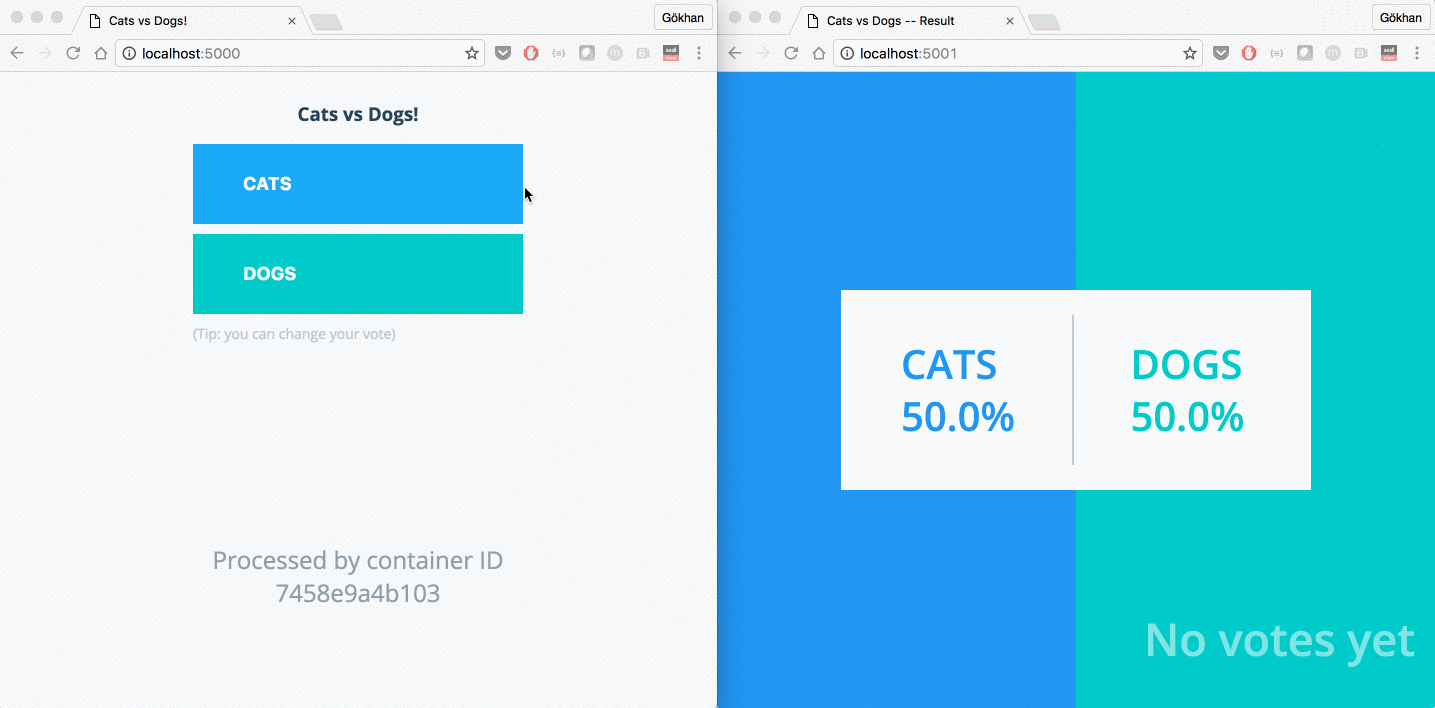 Cats vs Dogs!
Gökhan
localhost:5000
Cats vs Dogs!
CATS
DOGS
(Tip: you can change your vote)
Processed by container ID
7458e9a4b103
Cats vs Dogs -- Result
Gökhan
localhost:5001
CATS
50.0%
DOGS
50.0%
No votes yet